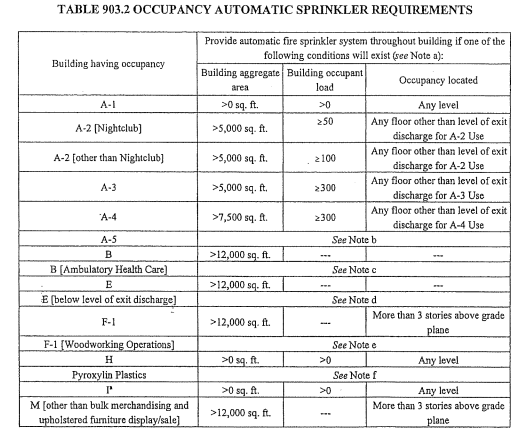 TABLE 903.2 OCCUPANCY AUTOMATIC SPRINKLER REQUIREMENTS
Building having occupancy
Provide automatic fire sprinkler system throughout building if one of the
following conditions will exist (see Note a):
Building aggregate
area
Building occupant
load
Occupancy located
A-1 >0 sq. ft. >0 Any level
A-2 [Nightclub] >5,000 sq. ft. ≥50 Any floor other than level of exit
discharge for A-2 Use
A-2 [other than Nightclub] >5,000 sq. ft. ≥100 Any floor other than level of exit
discharge for A-2 Use
A-3 >5,000 sq. ft. ≥300 Any floor other than level of exit
discharge for A-3 Use
A-4 >7,500 sq. ft. ≥300 Any floor other than level of exit
discharge for A-4 Use
A-5 See Note b
B >12,000 sq. ft. --- ---
B [Ambulatory Health Care] See Note c
E >12,000 sq. ft. --- ---
E [below level of exit discharge] See Note d
F-1 >12,000 sq. ft. --- More than 3 stories above grade
plane
F-1 [Woodworking Operations] See Note e
H >0 sq. ft. >0 Any level
Pyroxylin Plastics See Note f
>0 sq. ft. >0 Any level
M [other than bulk merchandising and
upholstered furniture display/sale] >12,000 sq. ft. --- More than 3 stories above grade
plane